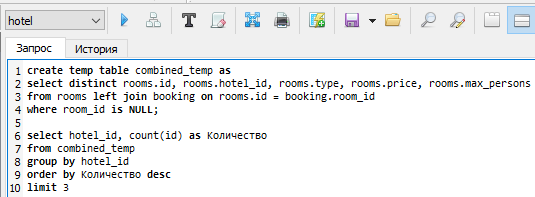 hotel
Запрос История
1 create temp table combined_temp as
2 select distinct rooms.id, rooms.hotel_id, rooms.type, rooms.price, rooms.max_persons
3 from rooms left join booking on rooms.id = booking.room_id
4 where room_id is NULL;
5
6 select hotel_id, count(id) as Количество
7 from combined_temp
8 group by hotel_id
9 order by Количество desc
10 limit 3